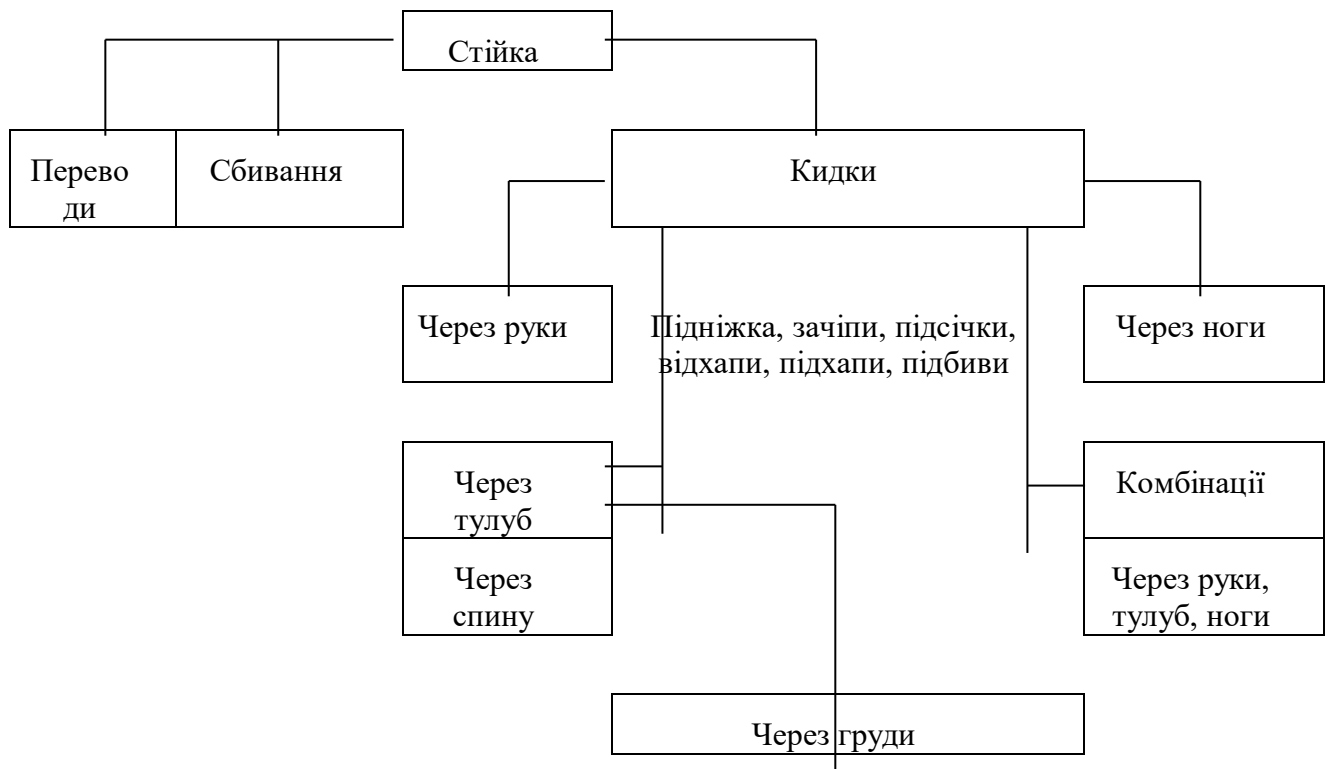 Стійка
Перево
ди
Сбивання
Кидки
Через руки
Підніжка, зачіпи, підсічки,
відхапи, підхапи, підбиви
Через ноги
Через
тулуб
Комбінації
Через
спину
Через руки,
тулуб, ноги
Через груди